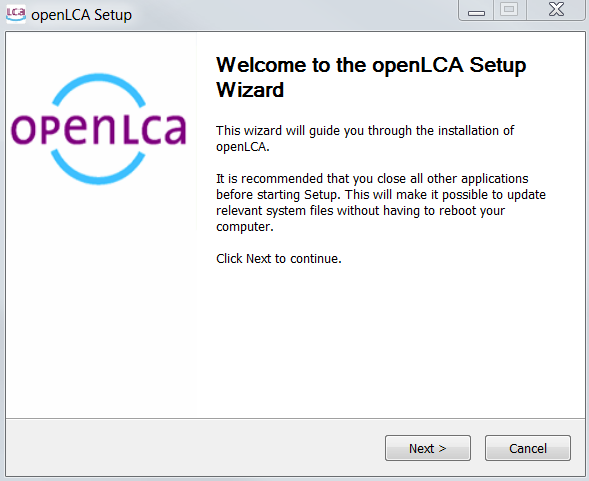 LCA openLCA Setup
openLCA
Welcome to the openLCA Setup
Wizard
This wizard will guide you through the installation of
openLCA.
It is recommended that you close all other applications
before starting Setup. This will make it possible to update
relevant system files without having to reboot your
computer.
Click Next to continue.
Next >
Cancel